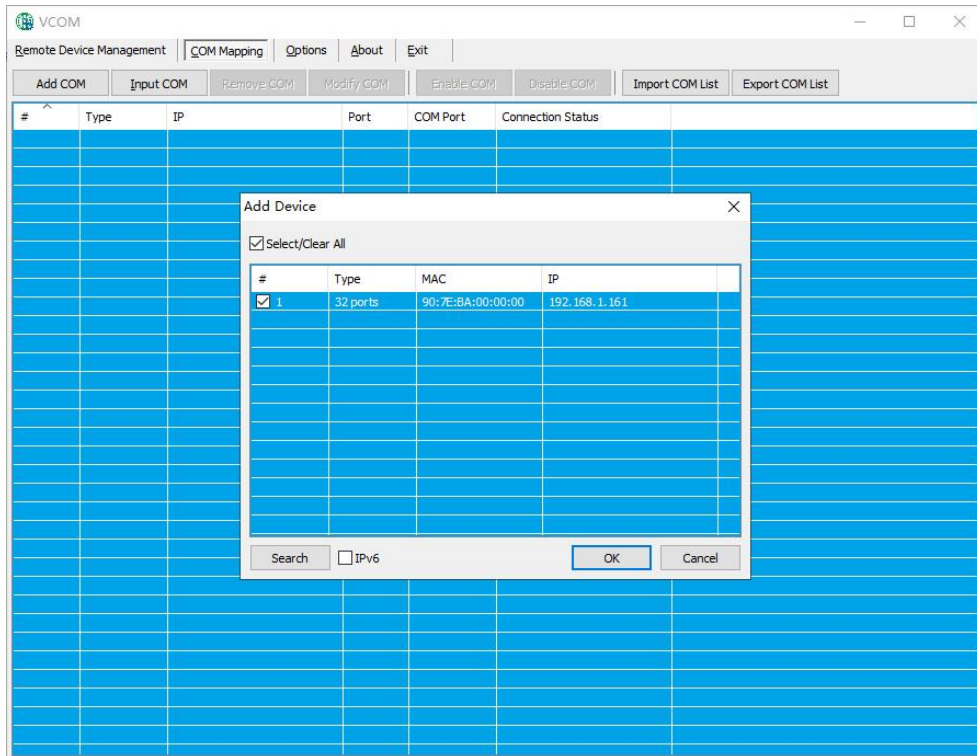 VCOM
Remote Device Management COM Mapping Options About Exit
Add COM Input COM Remove COM Modify COM Enable COM Disable COM Import COM List Export COM List
# Type IP Port COM Port Connection Status
Add Device
Select/Clear All
# Type MAC IP
1 32 ports 90:7E:BA:00:00:00 192.168.1.161
Search IPv6 OK Cancel